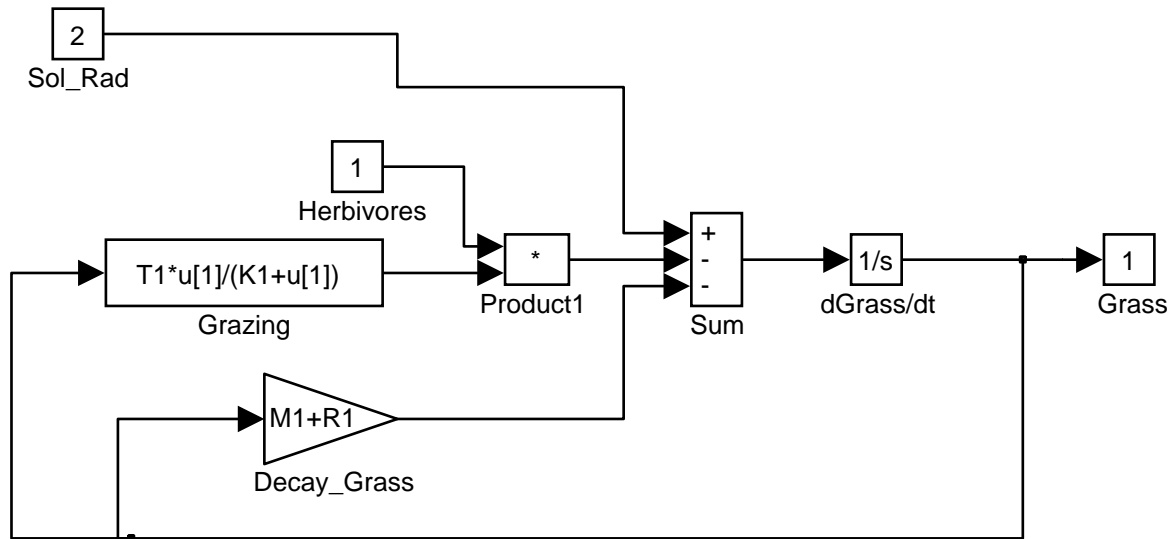 2
Sol_Rad
1
Herbivores
T1*u[1]/(K1+u[1])
Grazing
*
Product1
+
-
-
Sum
1/s
dGrass/dt
1
Grass
M1+R1
Decay_Grass